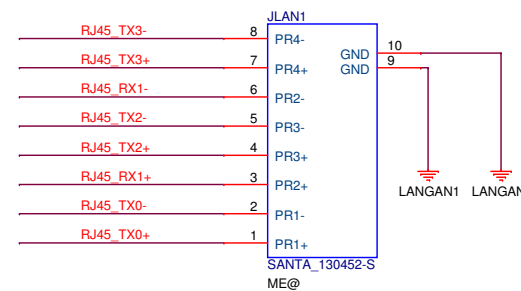 JLAN1
RJ45_TX3- 8 PR4-
RJ45_TX3+ 7 PR4+
RJ45_RX1- 6 PR2-
RJ45_TX2- 5 PR3-
RJ45_TX2+ 4 PR3+
RJ45_RX1+ 3 PR2+
RJ45_TX0- 2 PR1-
RJ45_TX0+ 1 PR1+
GND 10
GND 9
LANGAN1 LANGAN
SANTA_130452-S
ME@